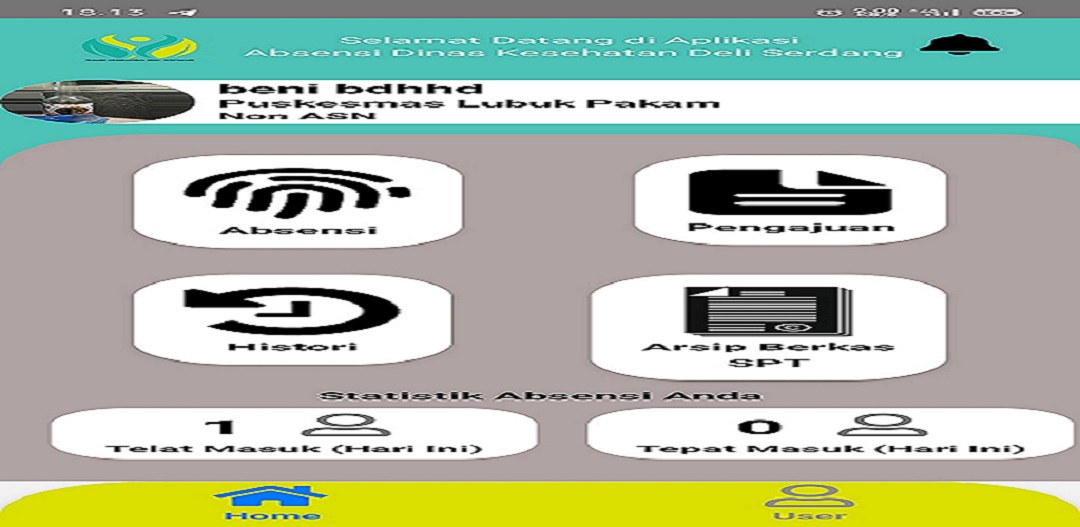 18.13
Selamat Datang di Aplikasi
Absensi Dinas Kesehatan Deli Serdang
beni bdhhd
Puskesmas Lubuk Pakam
Non ASN
Absensi
Pengajuan
Histori
Arsip Berkas
SPT
Statistik Absensi Anda
1
Telat Masuk (Hari Ini)
0
Tepat Masuk (Hari Ini)
Home
User